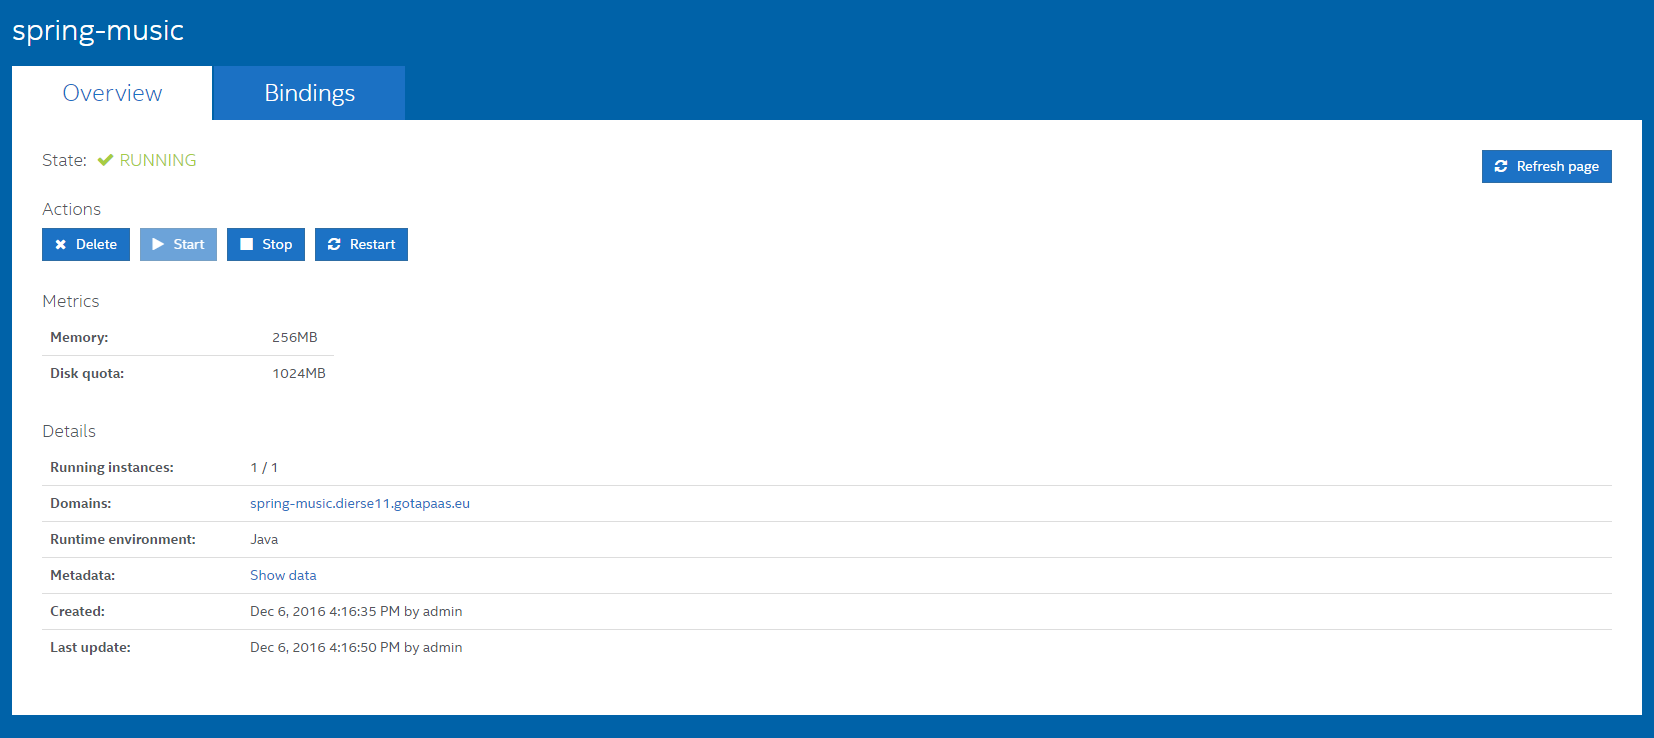 spring-music
Overview Bindings
State: RUNNING
Refresh page
Actions
Delete Start Stop Restart
Metrics
Memory: 256MB
Disk quota: 1024MB
Details
Running instances: 1 / 1
Domains: spring-music.dierse11.gotapaas.eu
Runtime environment: Java
Metadata: Show data
Created: Dec 6, 2016 4:16:35 PM by admin
Last update: Dec 6, 2016 4:16:50 PM by admin